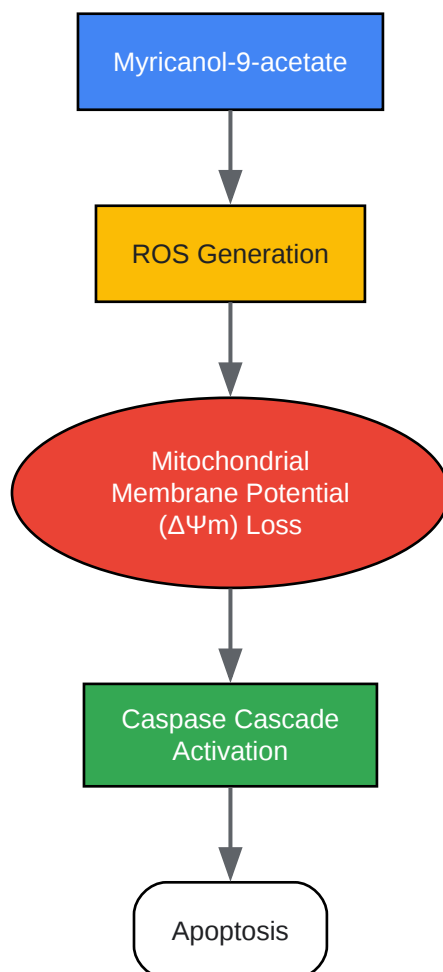 Myricanol-9-acetate
ROS Generation
Mitochondrial
Membrane Potential
(ΔΨm) Loss
Caspase Cascade
Activation
Apoptosis